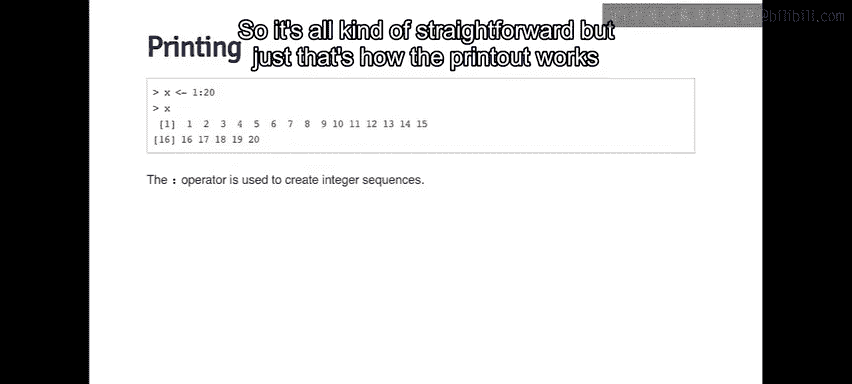 So it's all kind of straightforward but
just that's how the printout works
Printing
> x <- 1:20
> x
[1] 1 2 3 4 5 6 7 8 9 10 11 12 13 14 15
[16] 16 17 18 19 20
The : operator is used to create integer sequences.
@bilibili.com